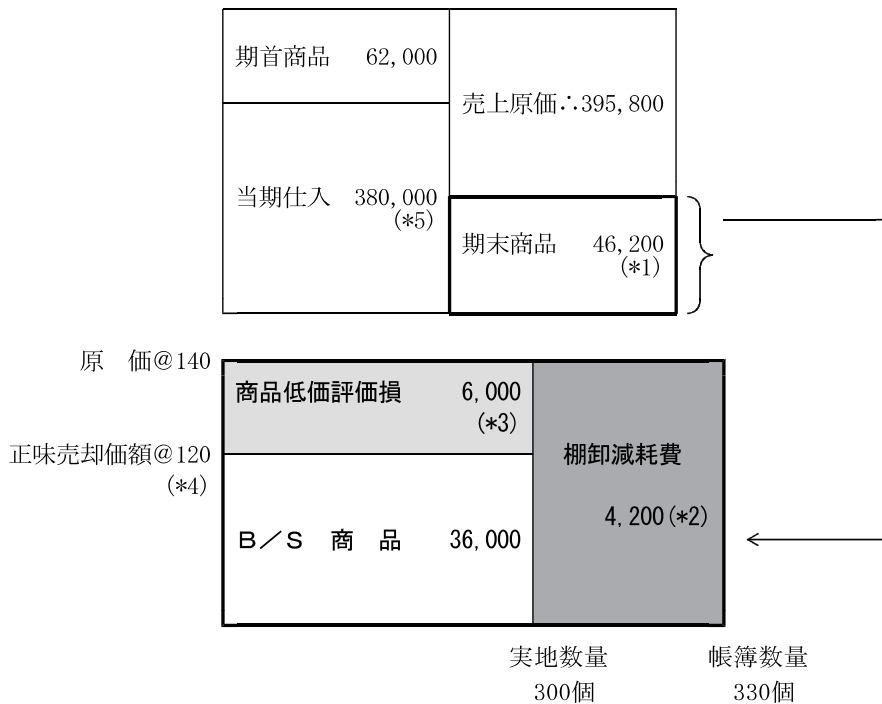 期首商品 62,000
売上原価∴395,800
当期仕入 380,000
(*5)
期末商品 46,200
(*1)
原 価@140
商品低価評価損 6,000
(*3)
正味売却価額@120
(*4)
棚卸減耗費
4,200(*2)
B/S 商 品 36,000
実地数量 帳簿数量
300個 330個